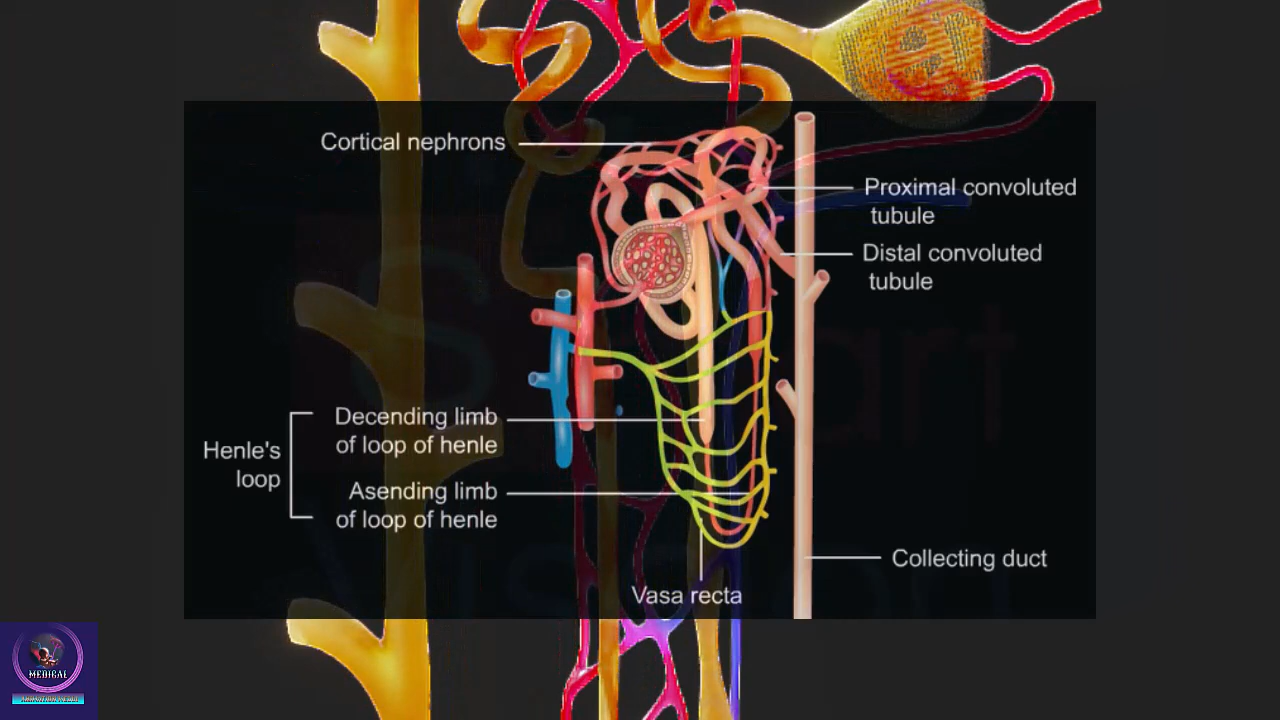 Cortical nephrons
Proximal convoluted
tubule
Distal convoluted
tubule
Decending limb
of loop of henle
Henle's
loop
Asending limb
of loop of henle
Collecting duct
Vasa recta
MEDICAL